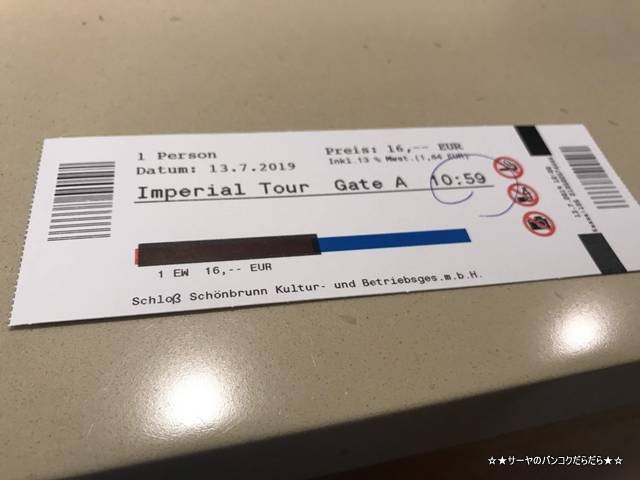 1 Person
Preis: 16,-- EUR
Datum: 13.7.2019
Inkl.13 % Mwst.(1,84 EUR)
Imperial Tour Gate A 10:59
1 EW 16,-- EUR
Schloß Schönbrunn Kultur- und Betriebsges.m.b.H.
☆★サーヤのバンコクだらだら★☆